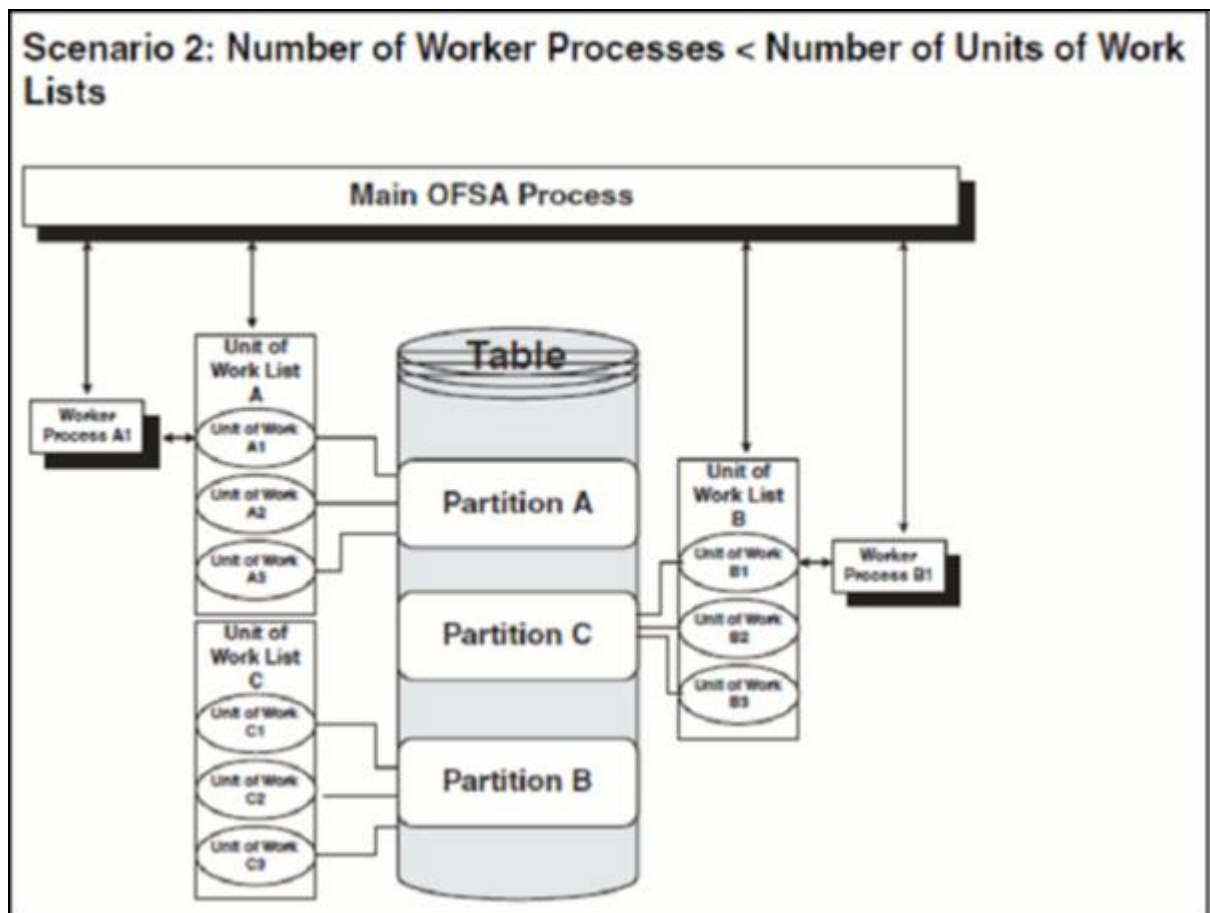 Scenario 2: Number of Worker Processes < Number of Units of Work
Lists
Main OFSA Process
Unit of
Work List
A
Table
Worker
Process A1
Unit of Work
A1
Unit of Work
A2
Unit of Work
A3
Partition A
Unit of
Work List
B
Unit of Work
B1
Worker
Process B1
Unit of Work
B2
Unit of Work
B3
Partition C
Unit of
Work List
C
Unit of Work
C1
Unit of Work
C2
Unit of Work
C3
Partition B